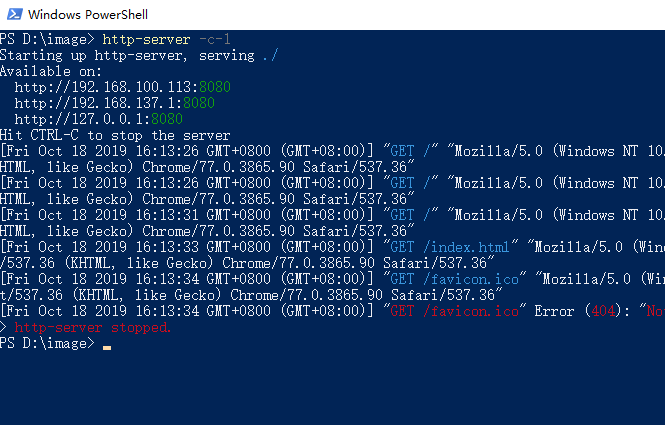 Windows PowerShell
PS D:\image> http-server -c-1
Starting up http-server, serving ./
Available on:
  http://192.168.100.113:8080
  http://192.168.137.1:8080
  http://127.0.0.1:8080
Hit CTRL-C to stop the server
[Fri Oct 18 2019 16:13:26 GMT+0800 (GMT+08:00)] "GET /" "Mozilla/5.0 (Windows NT 10.
HTML, like Gecko) Chrome/77.0.3865.90 Safari/537.36"
[Fri Oct 18 2019 16:13:26 GMT+0800 (GMT+08:00)] "GET /" "Mozilla/5.0 (Windows NT 10.
HTML, like Gecko) Chrome/77.0.3865.90 Safari/537.36"
[Fri Oct 18 2019 16:13:31 GMT+0800 (GMT+08:00)] "GET /" "Mozilla/5.0 (Windows NT 10.
HTML, like Gecko) Chrome/77.0.3865.90 Safari/537.36"
[Fri Oct 18 2019 16:13:33 GMT+0800 (GMT+08:00)] "GET /index.html" "Mozilla/5.0 (Wind
/537.36 (KHTML, like Gecko) Chrome/77.0.3865.90 Safari/537.36"
[Fri Oct 18 2019 16:13:34 GMT+0800 (GMT+08:00)] "GET /favicon.ico" "Mozilla/5.0 (Win
t/537.36 (KHTML, like Gecko) Chrome/77.0.3865.90 Safari/537.36"
[Fri Oct 18 2019 16:13:34 GMT+0800 (GMT+08:00)] "GET /favicon.ico" Error (404): "No
> http-server stopped.
PS D:\image>